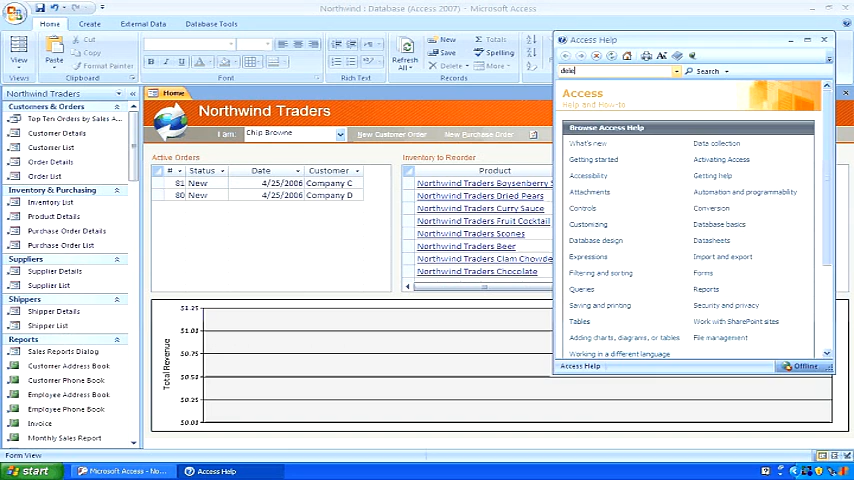 Northwind : Database (Access 2007) - Microsoft Access
Home
Create
External Data
Database Tools
View
Views
Paste
Cut
Copy
Format Painter
Clipboard
Font
Rich Text
Refresh All
New
Save
Delete
Totals
Spelling
Records
Northwind Traders
Customers & Orders
Top Ten Orders by Sales A...
Customer Details
Customer List
Order Details
Order List
Inventory & Purchasing
Inventory List
Product Details
Purchase Order Details
Purchase Order List
Suppliers
Supplier Details
Supplier List
Shippers
Shipper Details
Shipper List
Reports
Sales Reports Dialog
Customer Address Book
Customer Phone Book
Employee Address Book
Employee Phone Book
Invoice
Monthly Sales Report
Home
Northwind Traders
I am: Chip Browne
New Customer Order
New Purchase Order
Active Orders
# Status Date Customer
81 New 4/25/2006 Company C
80 New 4/25/2006 Company D
Inventory to Reorder
Product
Northwind Traders Boysenberry S
Northwind Traders Dried Pears
Northwind Traders Curry Sauce
Northwind Traders Fruit Cocktail
Northwind Traders Scones
Northwind Traders Beer
Northwind Traders Clam Chowde
Northwind Traders Chocolate
Total Revenue
$1.25
$1.01
$0.75
$0.51
$0.25
$0.01
Access Help
dele
Search
Access
Help and How-to
Browse Access Help
What's new
Data collection
Getting started
Activating Access
Accessibility
Getting help
Attachments
Automation and programmability
Controls
Conversion
Customizing
Database basics
Database design
Datasheets
Expressions
Import and export
Filtering and sorting
Forms
Queries
Reports
Saving and printing
Security and privacy
Tables
Work with SharePoint sites
Adding charts, diagrams, or tables
File management
Working in a different language
Access Help
Offline
Form View
start
Microsoft Access - No...
Access Help